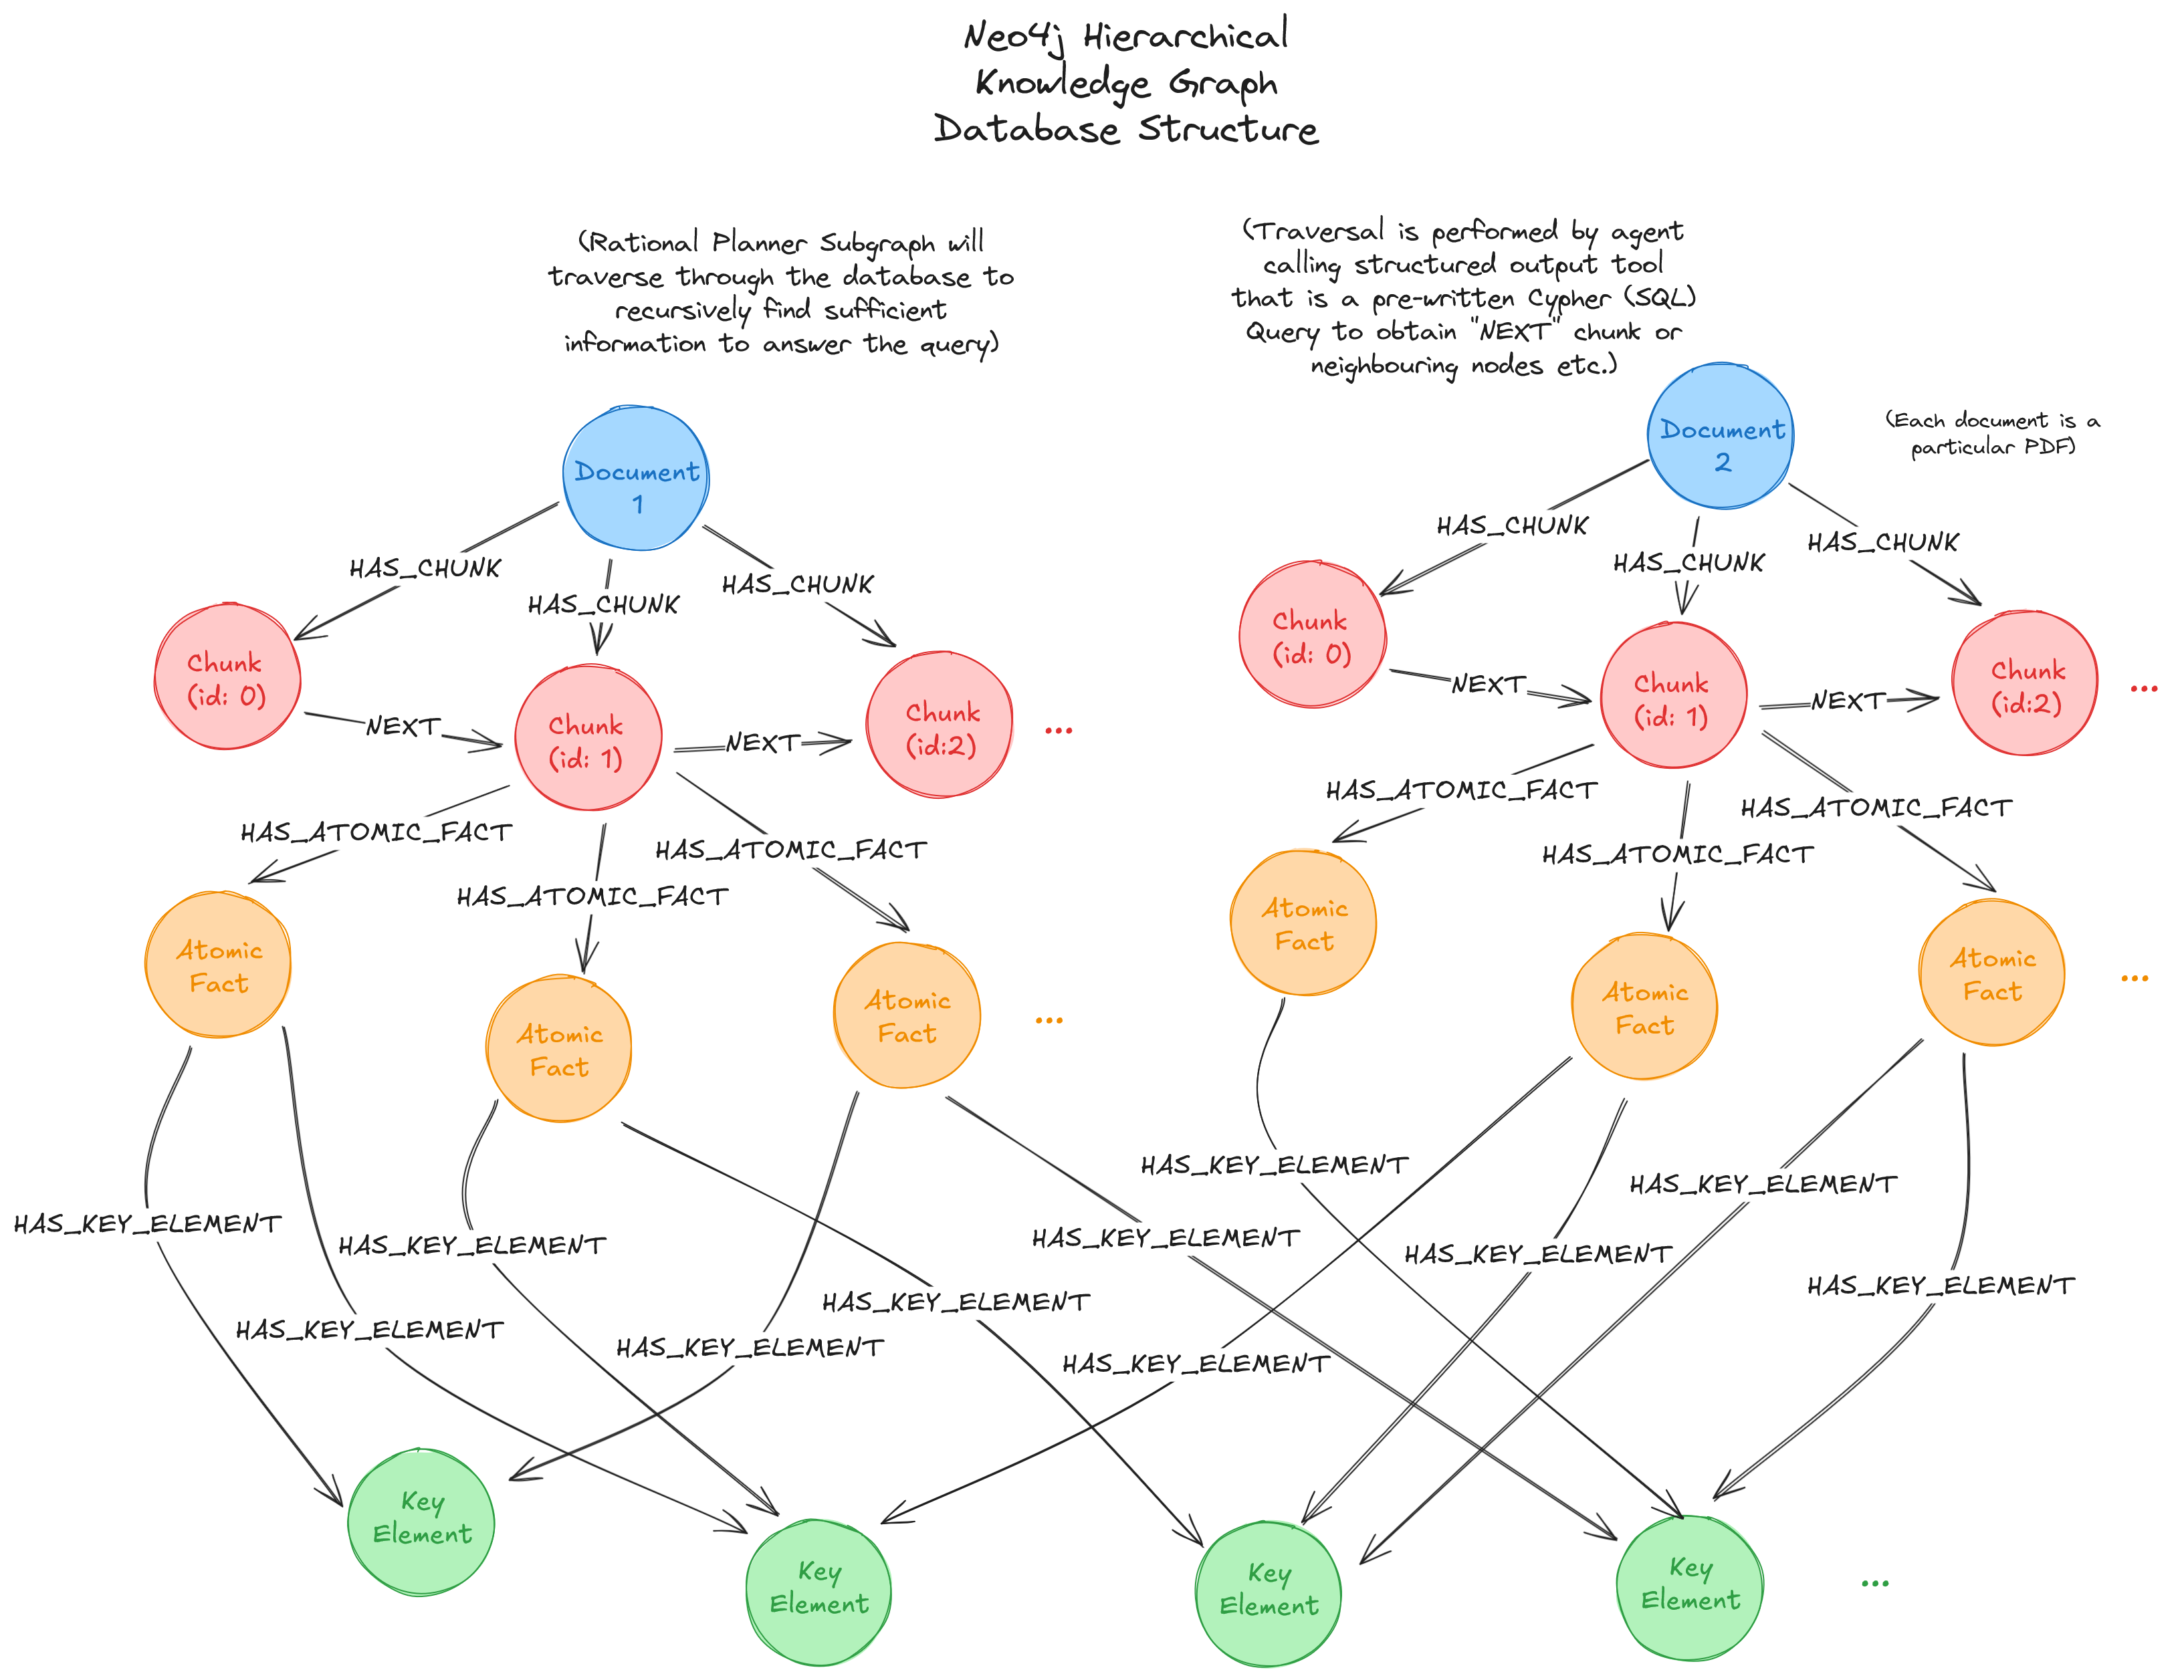 Neo4j Hierarchical
Knowledge Graph
Database Structure
(Rational Planner Subgraph will
traverse through the database to
recursively find sufficient
information to answer the query)
(Traversal is performed by agent
calling structured output tool
that is a pre-written Cypher (SQL)
Query to obtain "NEXT" chunk or
neighbouring nodes etc.)
(Each document is a
particular PDF)
Document
1
HAS_CHUNK
HAS_CHUNK
HAS_CHUNK
Chunk
(id: 0)
NEXT
Chunk
(id: 1)
NEXT
Chunk
(id:2)
...
HAS_ATOMIC_FACT
HAS_ATOMIC_FACT
HAS_ATOMIC_FACT
Atomic
Fact
Atomic
Fact
Atomic
Fact
...
HAS_KEY_ELEMENT
HAS_KEY_ELEMENT
HAS_KEY_ELEMENT
HAS_KEY_ELEMENT
HAS_KEY_ELEMENT
HAS_KEY_ELEMENT
Document
2
HAS_CHUNK
HAS_CHUNK
HAS_CHUNK
Chunk
(id: 0)
NEXT
Chunk
(id: 1)
NEXT
Chunk
(id:2)
...
HAS_ATOMIC_FACT
HAS_ATOMIC_FACT
HAS_ATOMIC_FACT
Atomic
Fact
Atomic
Fact
Atomic
Fact
...
HAS_KEY_ELEMENT
HAS_KEY_ELEMENT
HAS_KEY_ELEMENT
HAS_KEY_ELEMENT
HAS_KEY_ELEMENT
Key
Element
Key
Element
Key
Element
Key
Element
...